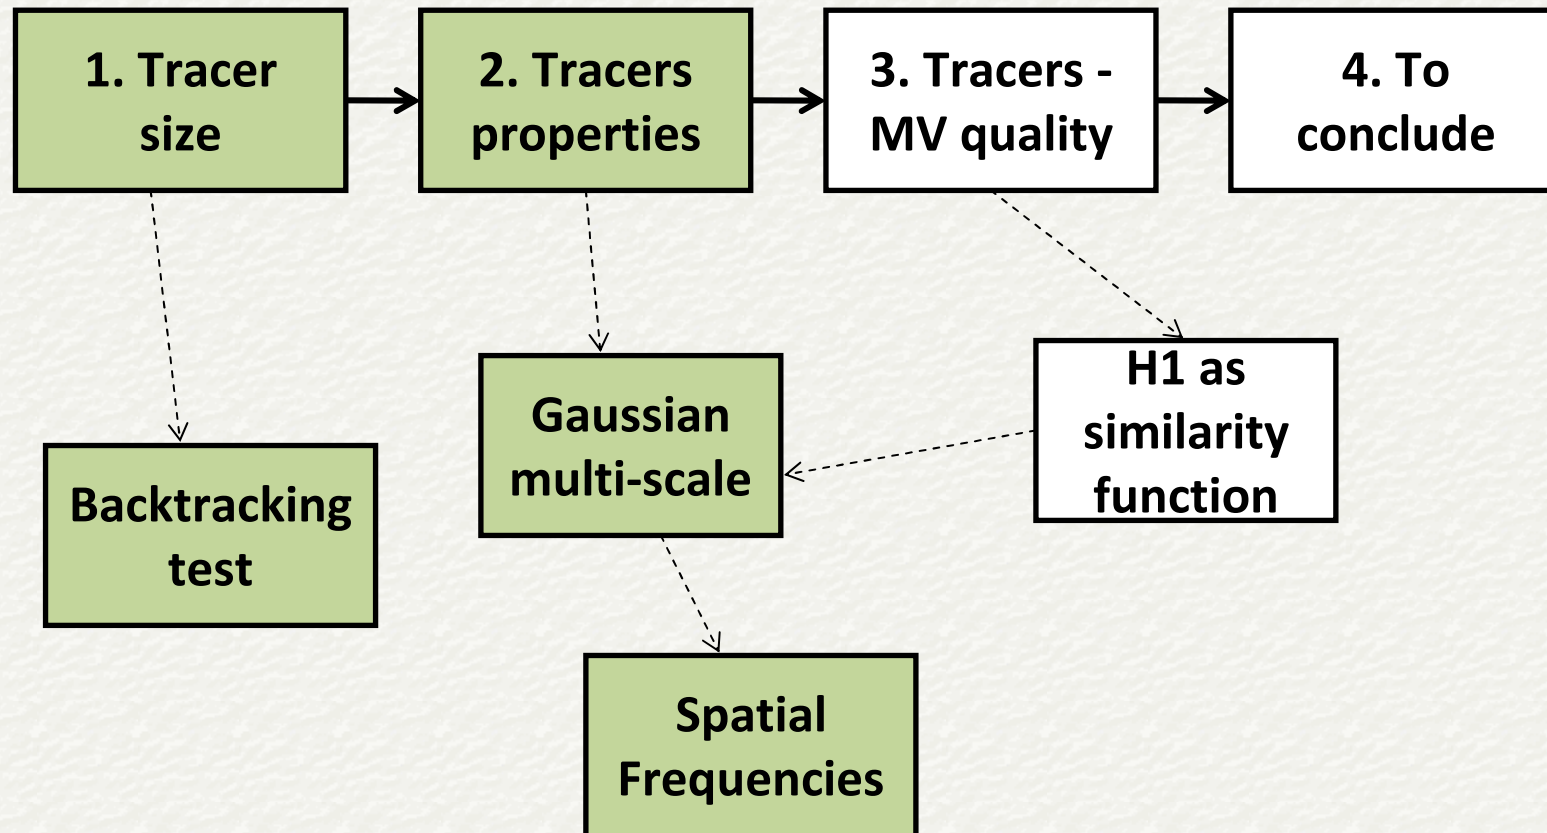 1. Tracer
size
2. Tracers
properties
3. Tracers -
MV quality
4. To
conclude
Gaussian
multi-scale
H1 as
similarity
function
Backtracking
test
Spatial
Frequencies